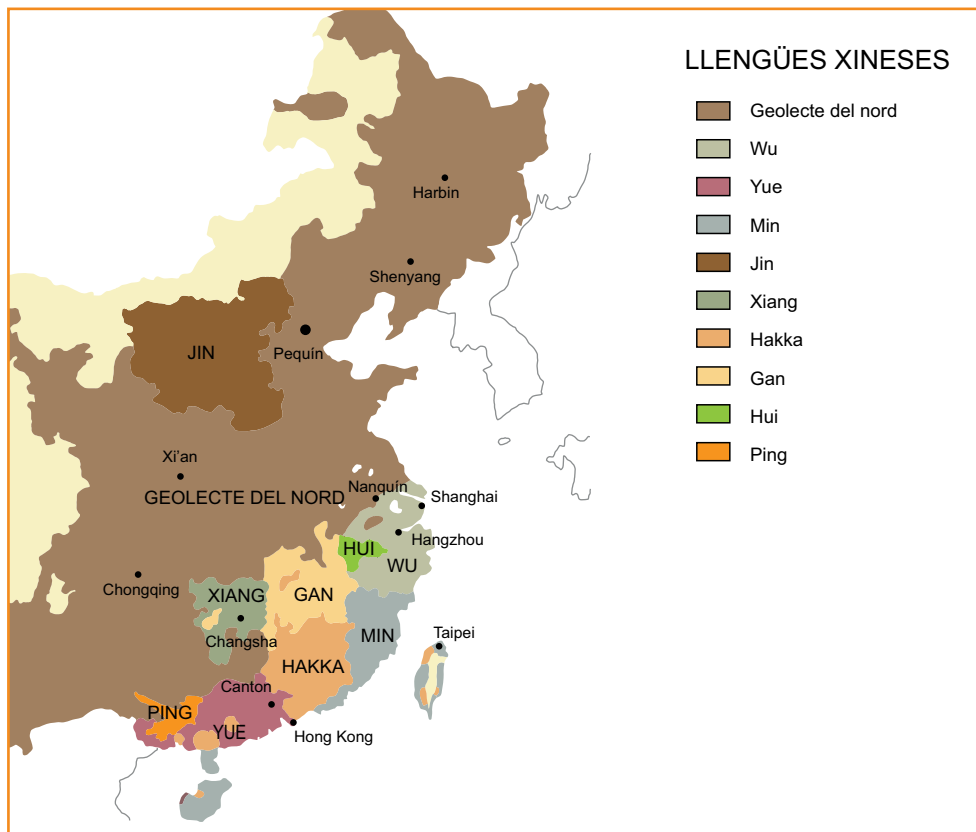 LLENGÜES XINESES
Geolecte del nord
Wu
Yue
Min
Jin
Xiang
Hakka
Gan
Hui
Ping
Harbin
Shenyang
Pequín
JIN
Xi'an
GEOLECTE DEL NORD
Nanquín
Shanghai
Hangzhou
HUI
WU
Chongqing
XIANG
GAN
Changsha
MIN
Taipei
HAKKA
Canton
PING
YUE
Hong Kong